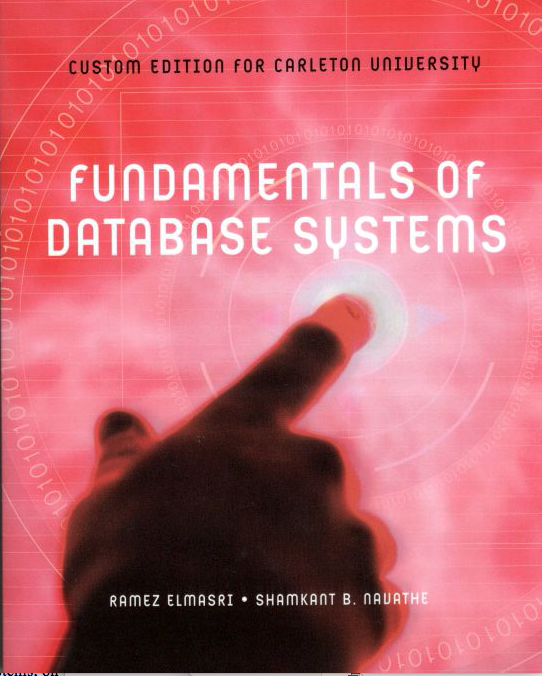 CUSTOM EDITION FOR CARLETON UNIVERSITY
FUNDAMENTALS OF
DATABASE SYSTEMS
RAMEZ ELMASRI • SHAMKANT B. NAVATHE